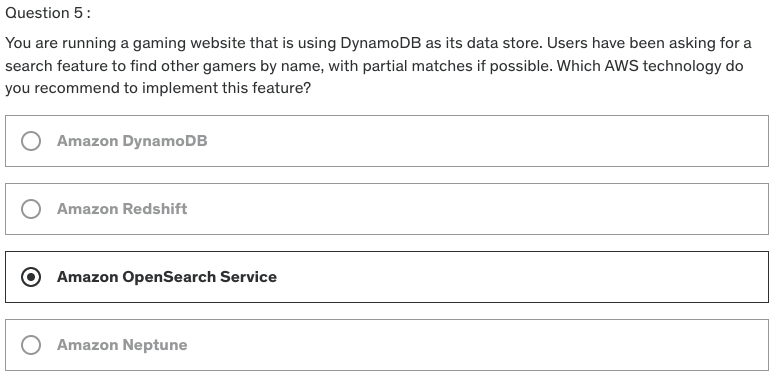 Question 5 :
You are running a gaming website that is using DynamoDB as its data store. Users have been asking for a
search feature to find other gamers by name, with partial matches if possible. Which AWS technology do
you recommend to implement this feature?
Amazon DynamoDB
Amazon Redshift
Amazon OpenSearch Service
Amazon Neptune